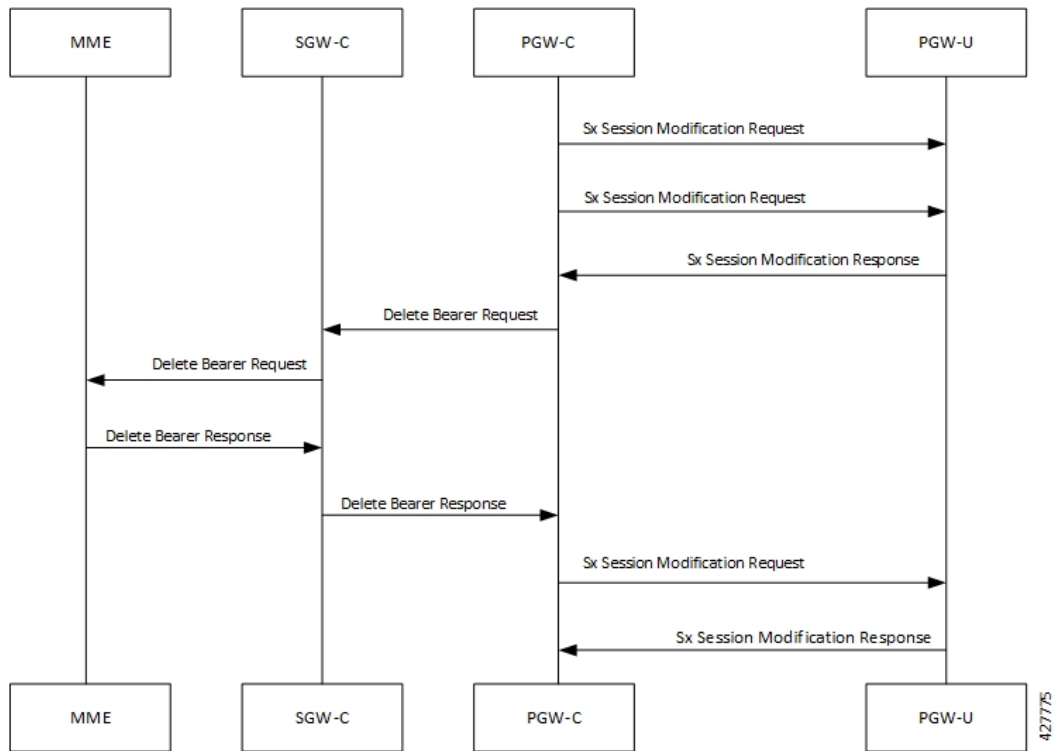 MME
SGW-C
PGW-C
PGW-U
Sx Session Modification Request
Sx Session Modification Request
Sx Session Modification Response
Delete Bearer Request
Delete Bearer Request
Delete Bearer Response
Delete Bearer Response
Sx Session Modification Request
Sx Session Modification Response
MME
SGW-C
PGW-C
PGW-U
427775